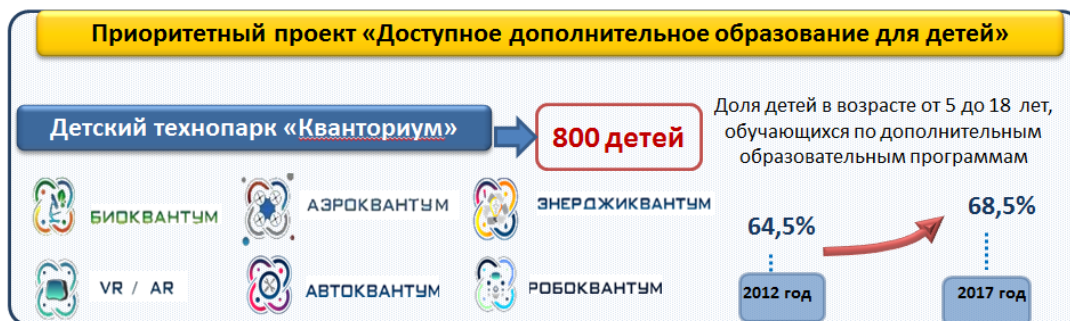 Приоритетный проект «Доступное дополнительное образование для детей»
Детский технопарк «Кванториум»
800 детей
БИОКВАНТУМ
АЭРОКВАНТУМ
ЭНЕРДЖИКВАНТУМ
VR / AR
АВТОКВАНТУМ
РОБОКВАНТУМ
Доля детей в возрасте от 5 до 18 лет,
обучающихся по дополнительным
образовательным программам
64,5%
68,5%
2012 год
2017 год